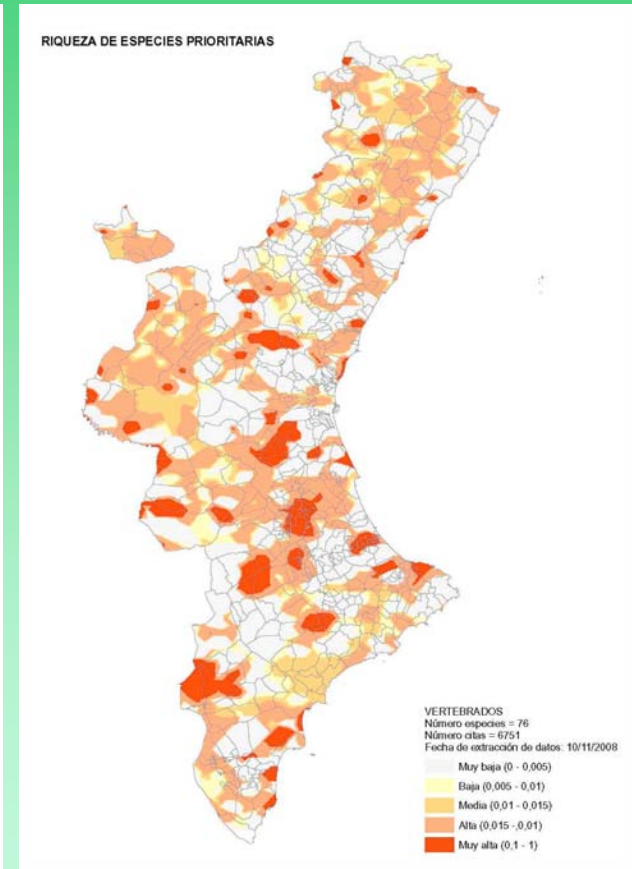 RIQUEZA DE ESPECIES PRIORITARIAS
VERTEBRADOS
Número especies = 76
Número citas = 6751
Fecha de extracción de datos: 10/11/2008
Muy baja (0 - 0,005)
Baja (0,005 - 0,01)
Media (0,01 - 0,015)
Alta (0,015 -,0,01)
Muy alta (0,1 - 1)